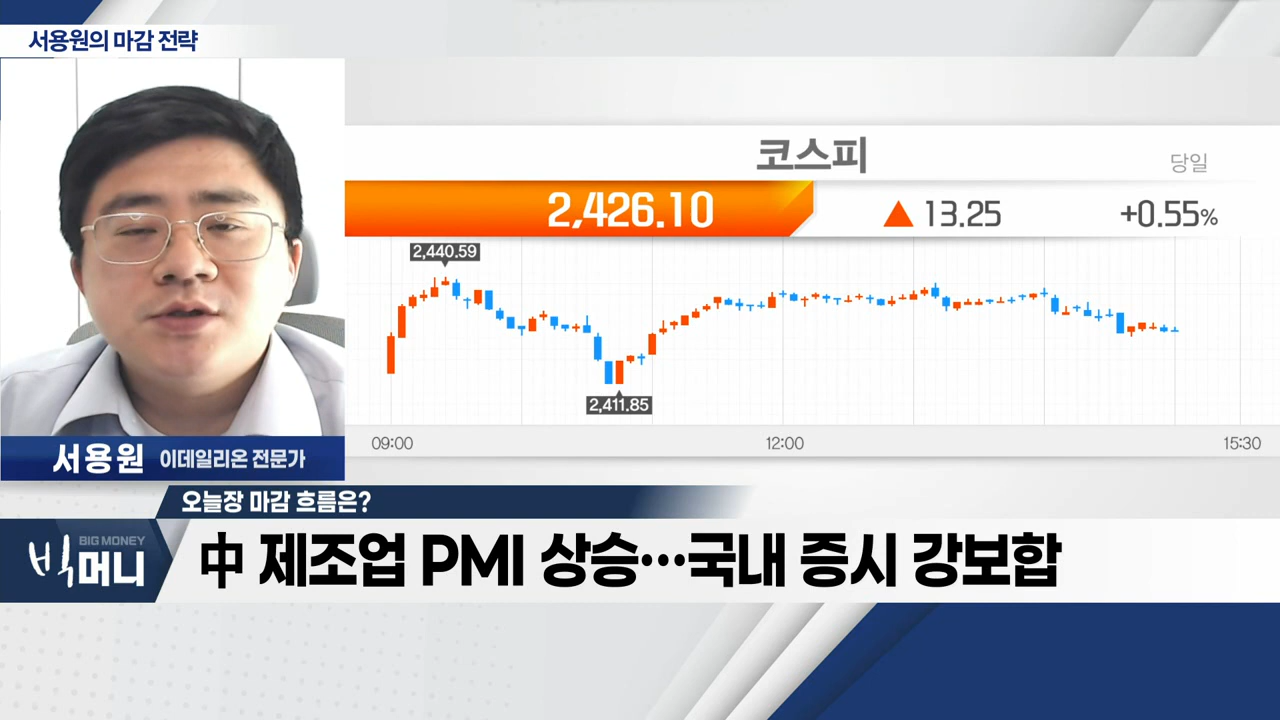 서용원의 마감 전략
코스피
당일
2,426.10
▲ 13.25
+0.55%
2,440.59
2,411.85
09:00
12:00
15:30
서용원 이데일리온 전문가
오늘장 마감 흐름은?
BIG MONEY
빅머니
中 제조업 PMI 상승…국내 증시 강보합